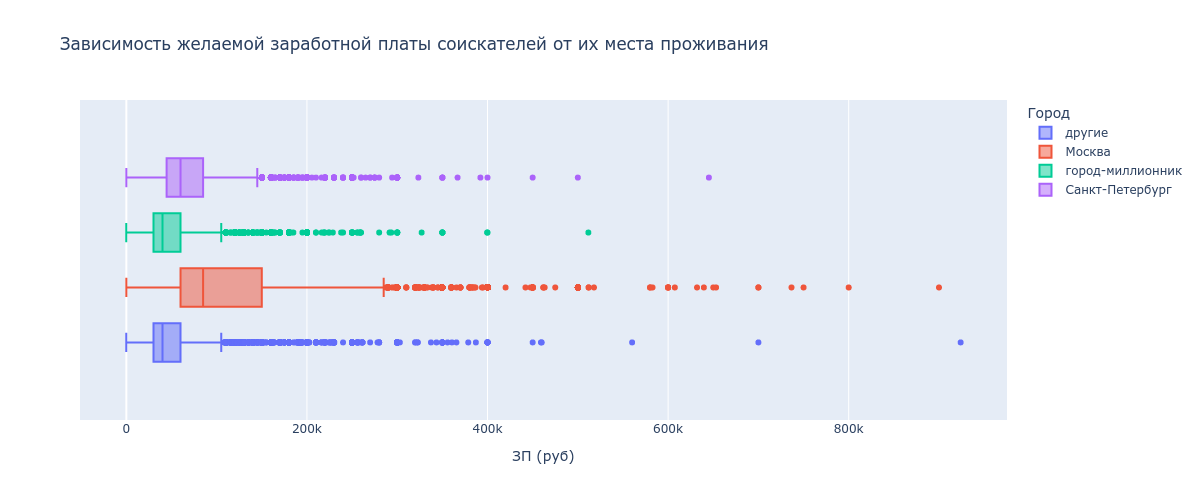 Зависимость желаемой заработной платы соискателей от их места проживания
Город
другие
Москва
город-миллионник
Санкт-Петербург
0
200k
400k
600k
800k
ЗП (руб)